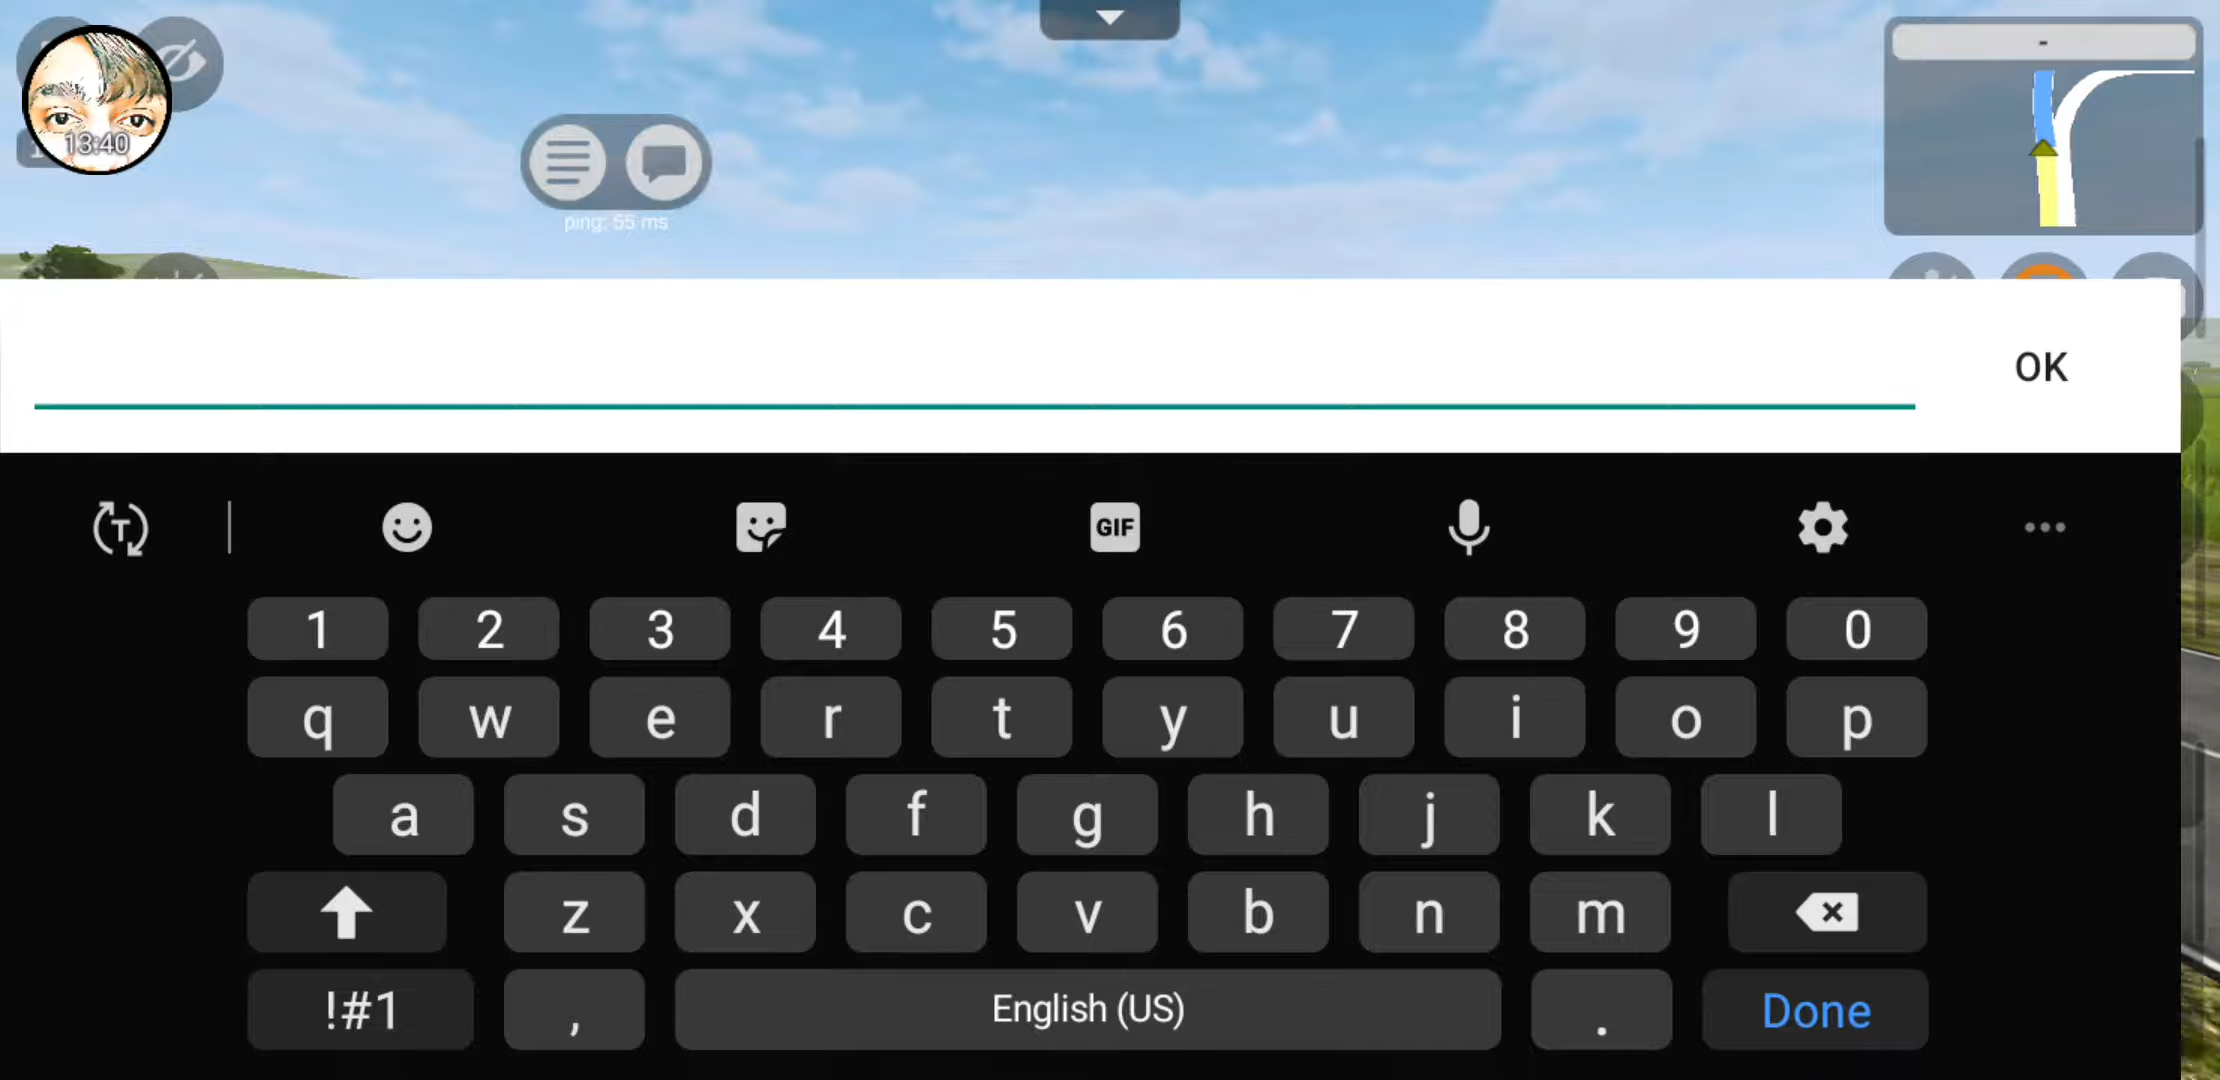 13:40
-
ping: 55 ms
OK
T
GIF
1 2 3 4 5 6 7 8 9 0
q w e r t y u i o p
a s d f g h j k l
z x c v b n m
!#1 , English (US) . Done